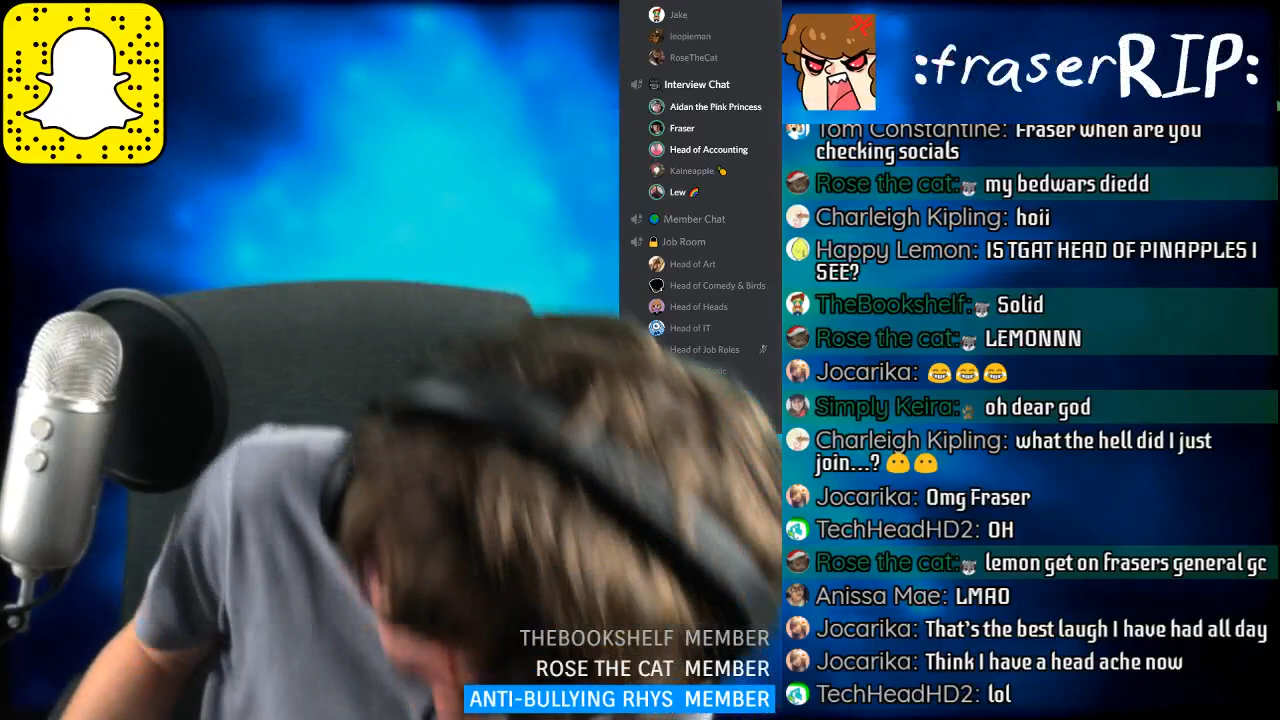 Jake
leopieman
RoseTheCat
Interview Chat
Aidan the Pink Princess
Fraser
Head of Accounting
Kaineapple 🍍
Lew 🌈
Member Chat
Job Room
Head of Art
Head of Comedy & Birds
Head of Heads
Head of IT
Head of Job Roles
Music
:fraserRIP:
Tom Constantine: Fraser when are you
checking socials
Rose the cat: my bedwars diedd
Charleigh Kipling: hoii
Happy Lemon: IS TGAT HEAD OF PINAPPLES I
SEE?
TheBookshelf: Solid
Rose the cat: LEMONNN
Jocarika: 😂😂😂
Simply Keira: oh dear god
Charleigh Kipling: what the hell did I just
join...? 😶😶
Jocarika: Omg Fraser
TechHeadHD2: OH
Rose the cat: lemon get on frasers general gc
Anissa Mae: LMAO
Jocarika: That's the best laugh I have had all day
Jocarika: Think I have a head ache now
TechHeadHD2: lol
THEBOOKSHELF MEMBER
ROSE THE CAT MEMBER
ANTI-BULLYING RHYS MEMBER